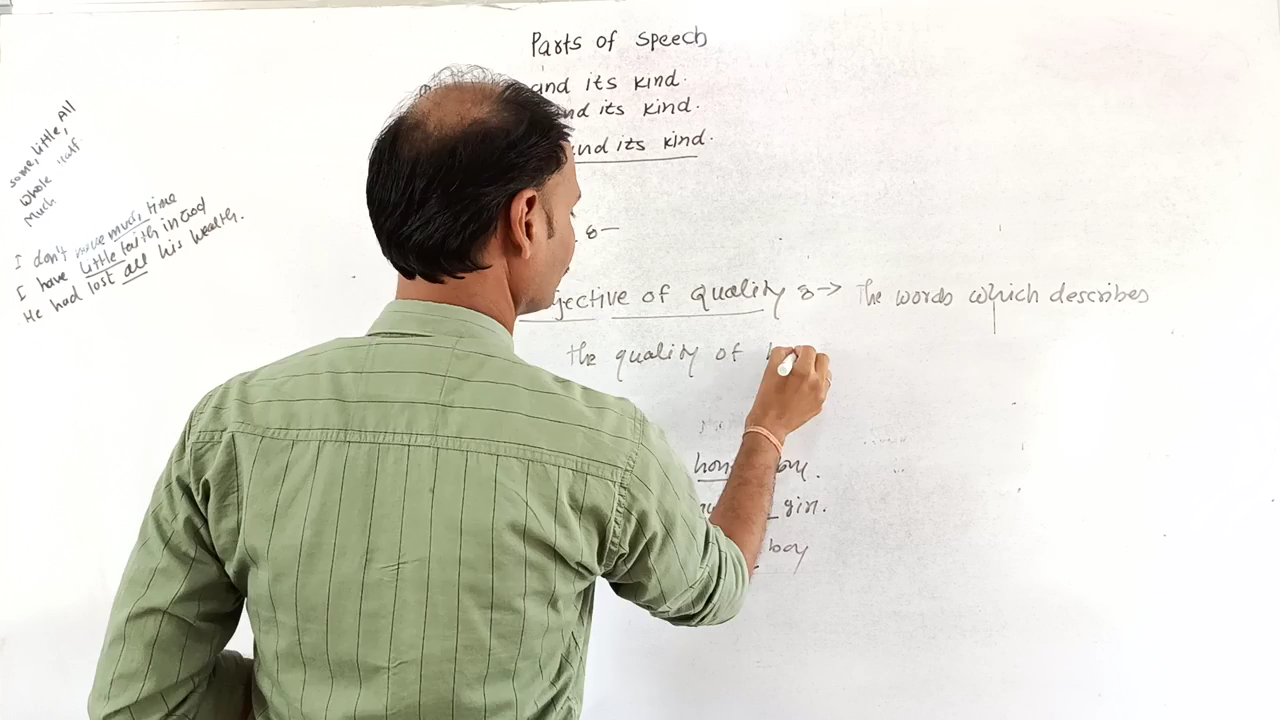 Parts of speech
and its kind.
nd its kind.
and its kind.
some, little, All
whole half
Much
I don't have much time
I have little faith in God
He had lost all his wealth.
jective of quality :→ The words which describes
the quality of
boy.
girl.
boy